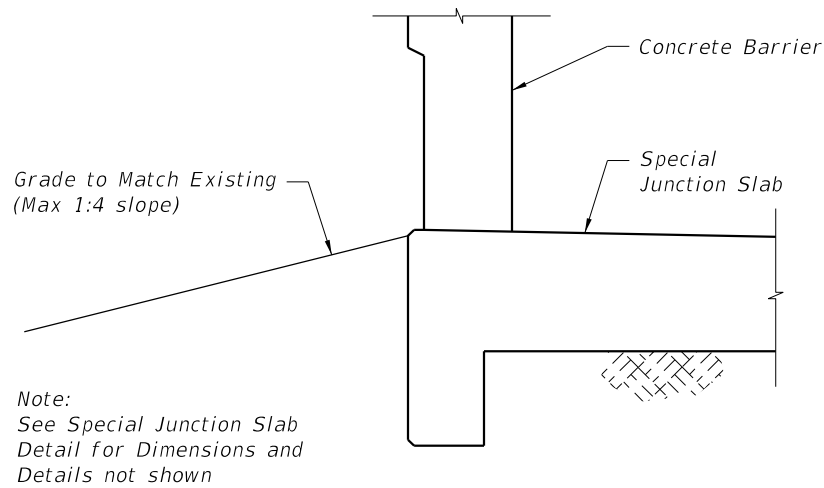 Concrete Barrier
Special
Junction Slab
Grade to Match Existing
(Max 1:4 slope)
Note:
See Special Junction Slab
Detail for Dimensions and
Details not shown